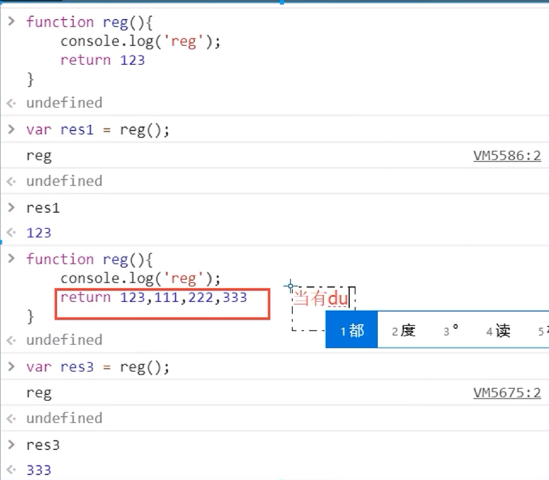 > function reg(){
console.log('reg');
return 123
}
<· undefined
> var res1 = reg();
reg VM5586:2
<· undefined
> res1
<· 123
> function reg(){
console.log('reg');
return 123,111,222,333 当有du
}
1 都 2 度 3 ° 4 读 5
<· undefined
> var res3 = reg();
reg VM5675:2
<· undefined
> res3
<· 333